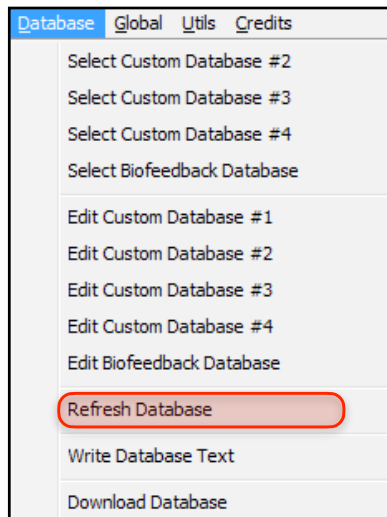 Database Global Utils Credits
Select Custom Database #2
Select Custom Database #3
Select Custom Database #4
Select Biofeedback Database
Edit Custom Database #1
Edit Custom Database #2
Edit Custom Database #3
Edit Custom Database #4
Edit Biofeedback Database
Refresh Database
Write Database Text
Download Database